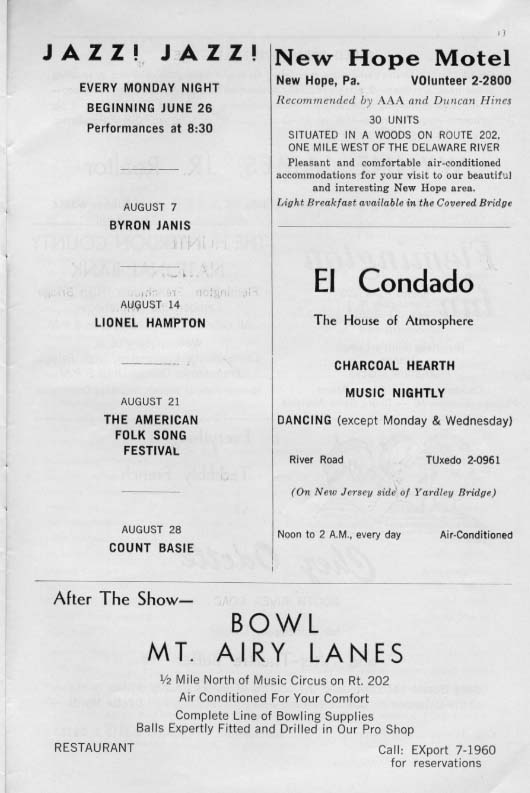 13
JAZZ! JAZZ!
EVERY MONDAY NIGHT
BEGINNING JUNE 26
Performances at 8:30
AUGUST 7
BYRON JANIS
AUGUST 14
LIONEL HAMPTON
AUGUST 21
THE AMERICAN
FOLK SONG
FESTIVAL
AUGUST 28
COUNT BASIE
New Hope Motel
New Hope, Pa. VOlunteer 2-2800
Recommended by AAA and Duncan Hines
30 UNITS
SITUATED IN A WOODS ON ROUTE 202,
ONE MILE WEST OF THE DELAWARE RIVER
Pleasant and comfortable air-conditioned
accommodations for your visit to our beautiful
and interesting New Hope area.
Light Breakfast available in the Covered Bridge
El Condado
The House of Atmosphere
CHARCOAL HEARTH
MUSIC NIGHTLY
DANCING (except Monday & Wednesday)
River Road TUxedo 2-0961
(On New Jersey side of Yardley Bridge)
Noon to 2 A.M., every day Air-Conditioned
After The Show—
BOWL
MT. AIRY LANES
½ Mile North of Music Circus on Rt. 202
Air Conditioned For Your Comfort
Complete Line of Bowling Supplies
Balls Expertly Fitted and Drilled in Our Pro Shop
RESTAURANT Call: EXport 7-1960
for reservations